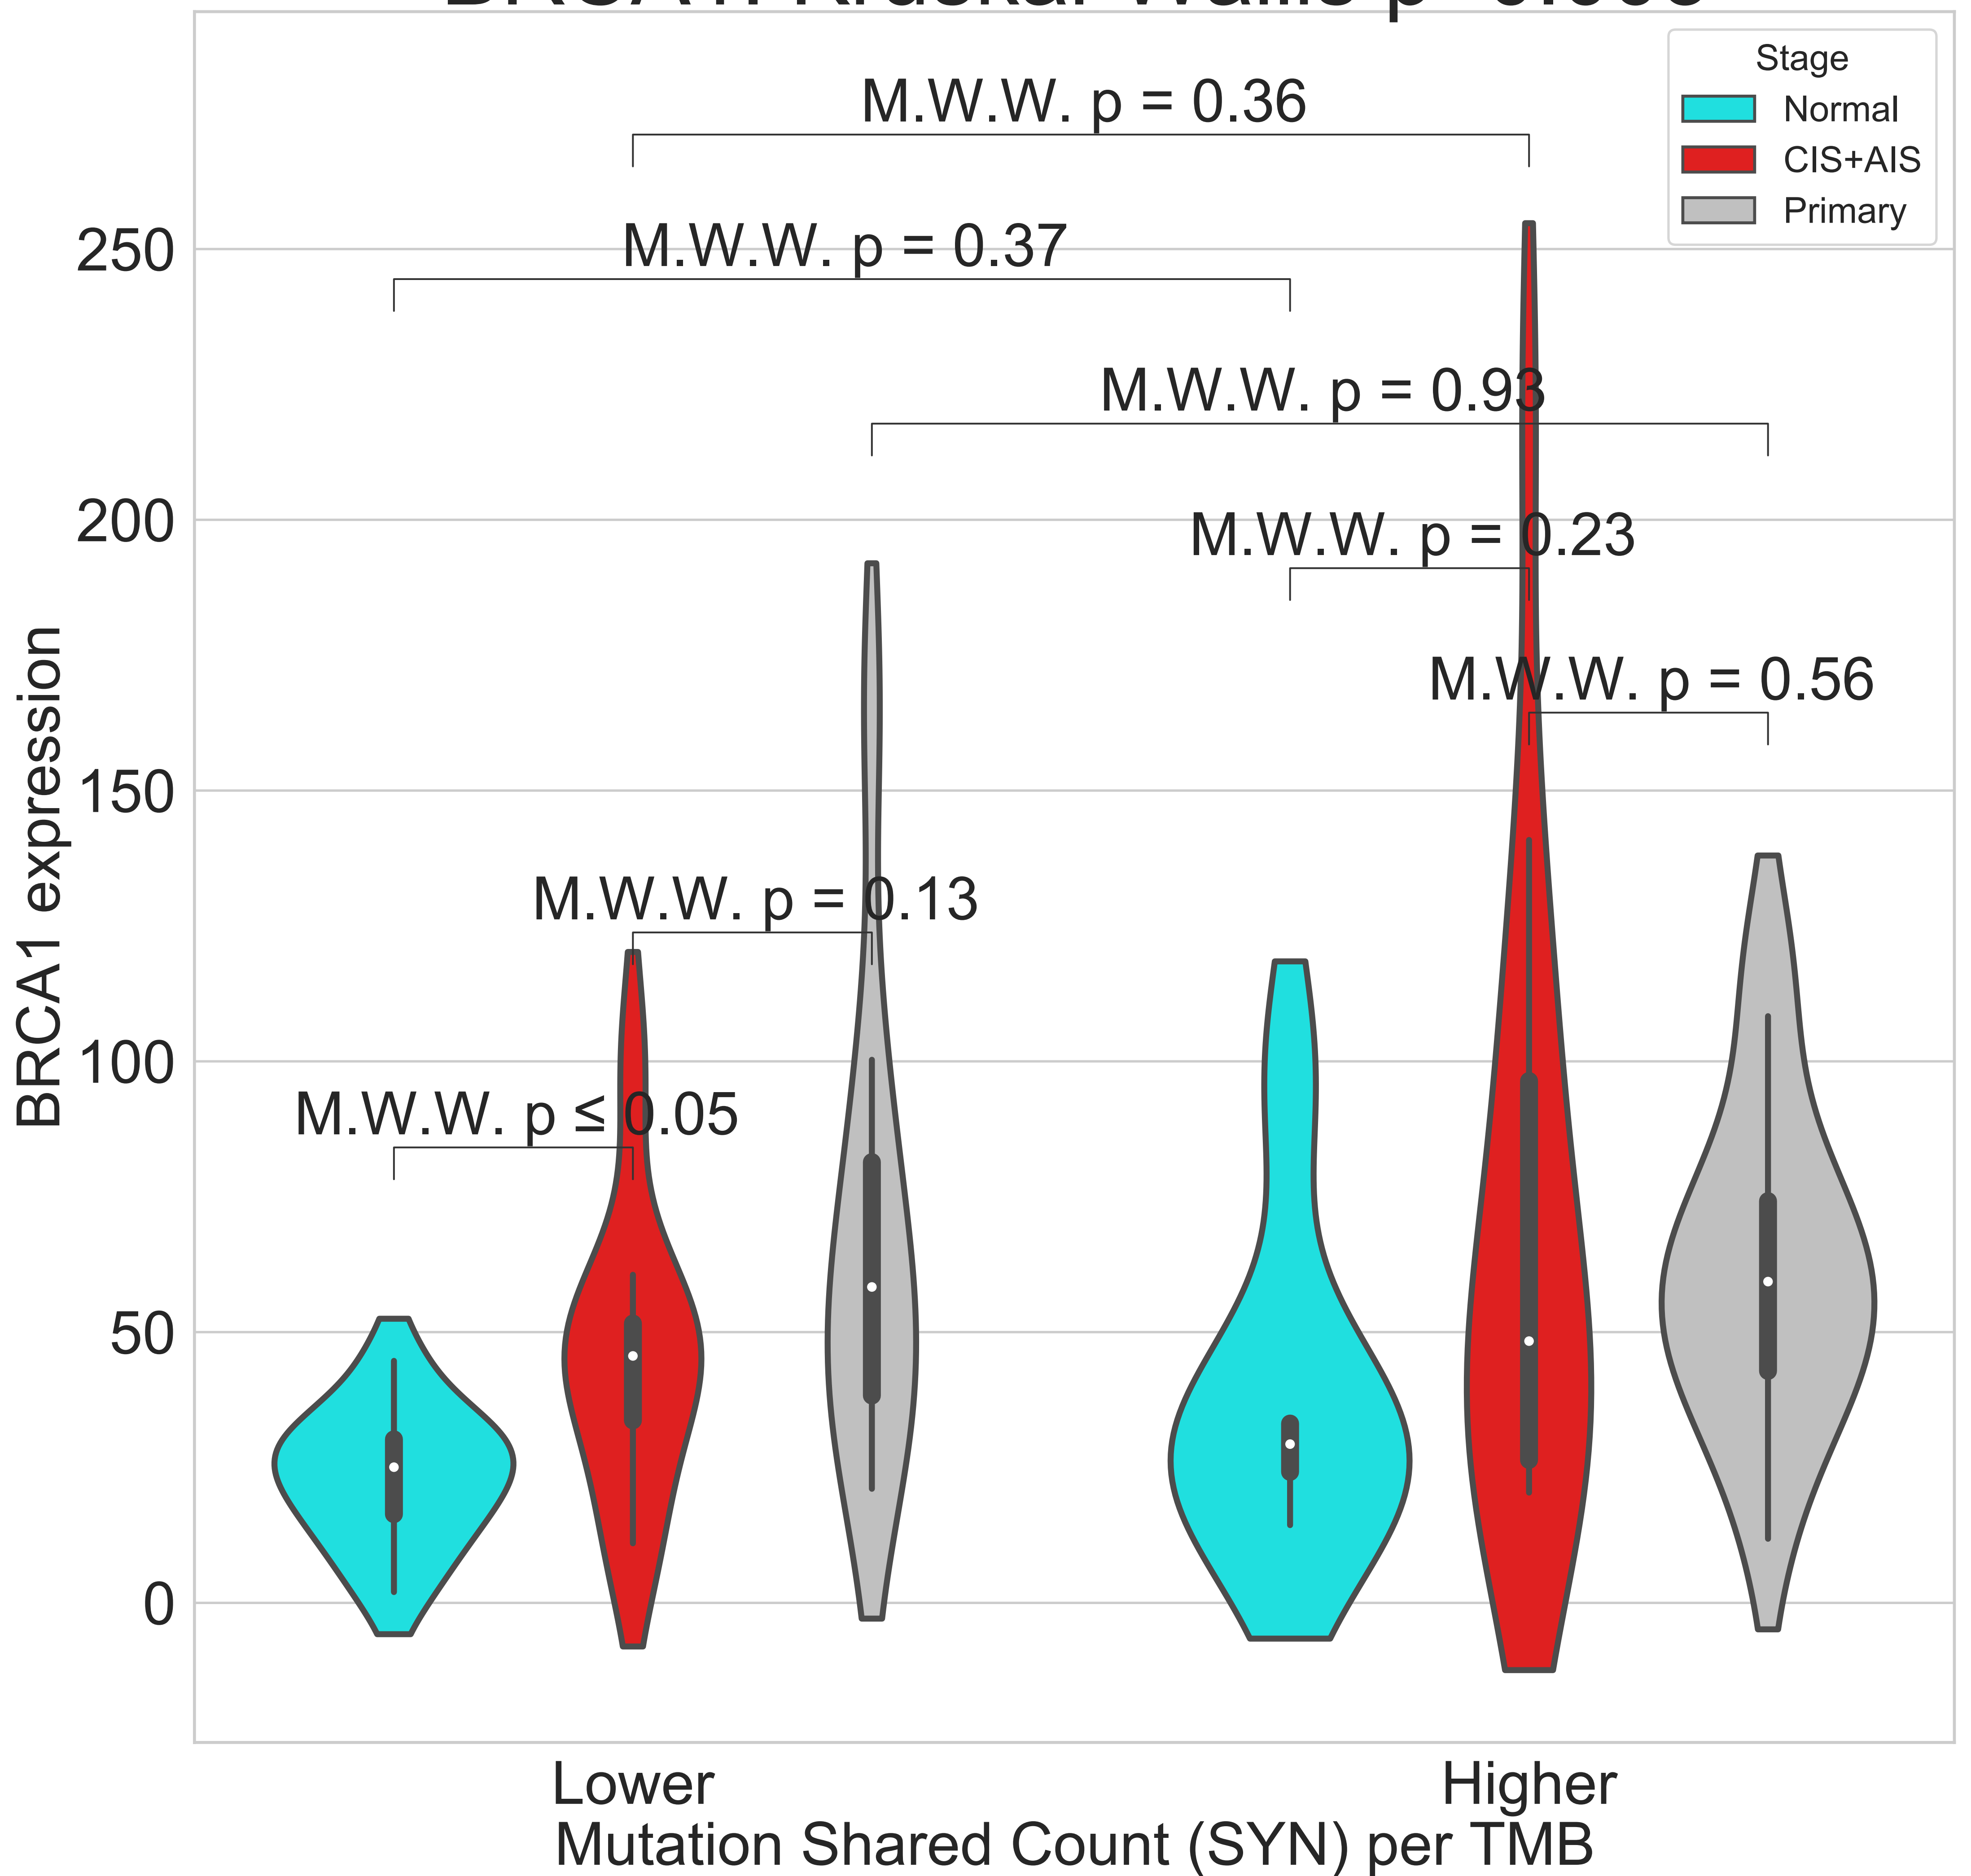 Stage
Normal
CIS+AIS
Primary
M.W.W. p = 0.36
M.W.W. p = 0.37
M.W.W. p = 0.93
M.W.W. p = 0.23
M.W.W. p = 0.56
M.W.W. p = 0.13
M.W.W. p ≤ 0.05
250
200
150
100
50
0
BRCA1 expression
Lower
Higher
Mutation Shared Count (SYN) per TMB